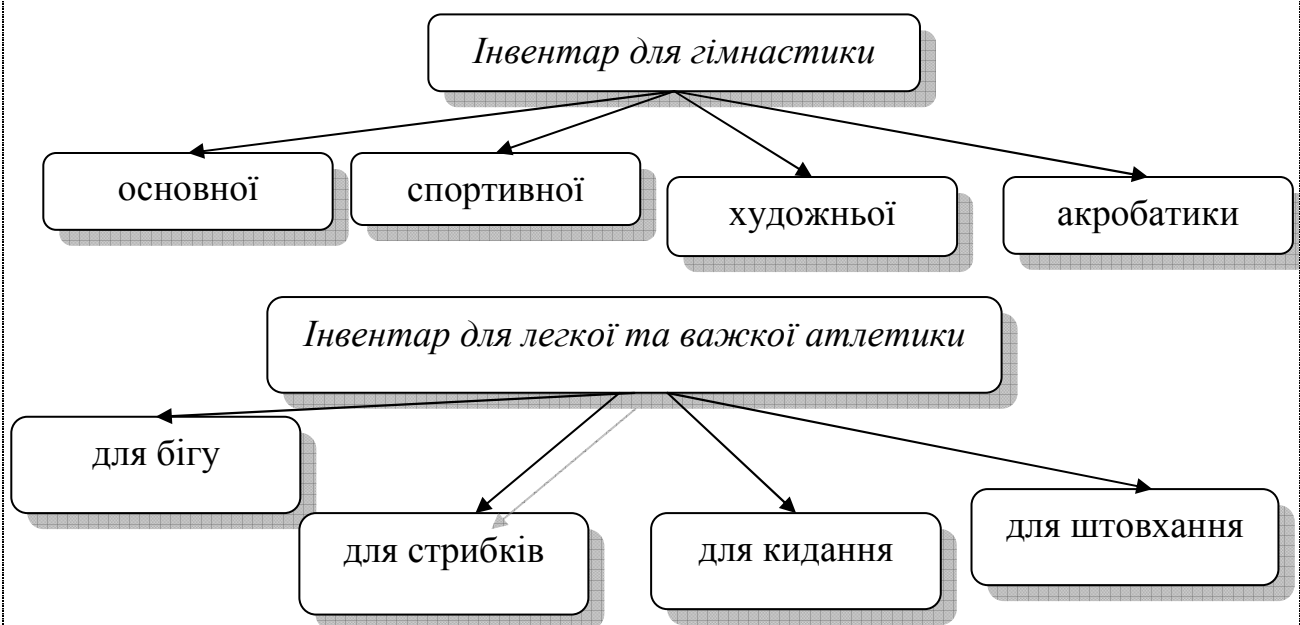 Інвентар для гімнастики
основної
спортивної
художньої
акробатики
Інвентар для легкої та важкої атлетики
для бігу
для стрибків
для кидання
для штовхання